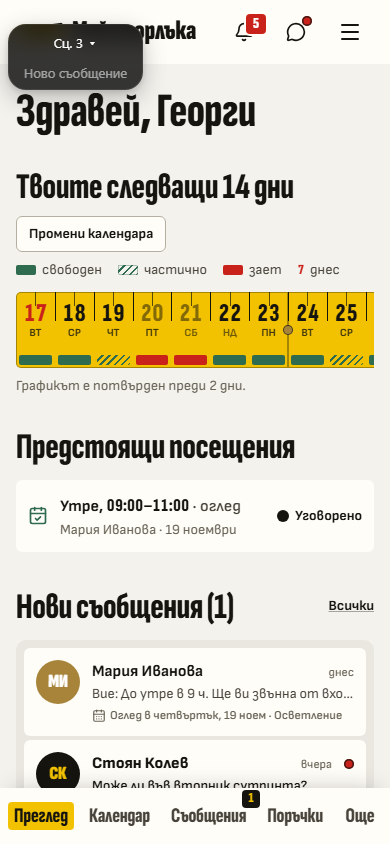 Сц. 3
Ново съобщение
5
Здравей, Георги
Твоите следващи 14 дни
Промени календара
свободен частично зает 7 днес
17 18 19 20 21 22 23 24 25
ВТ СР ЧТ ПТ СБ НД ПН ВТ СР
Графикът е потвърден преди 2 дни.
Предстоящи посещения
Утре, 09:00–11:00 · оглед
Мария Иванова · 19 ноември
Уговорено
Нови съобщения (1)
Всички
МИ
Мария Иванова
днес
Вие: До утре в 9 ч. Ще ви звънна от вхо...
Оглед в четвъртък, 19 ноем · Осветление
СК
Стоян Колев
вчера
Може ли във вторник сутринта?
1
Преглед Календар Съобщения Поръчки Още